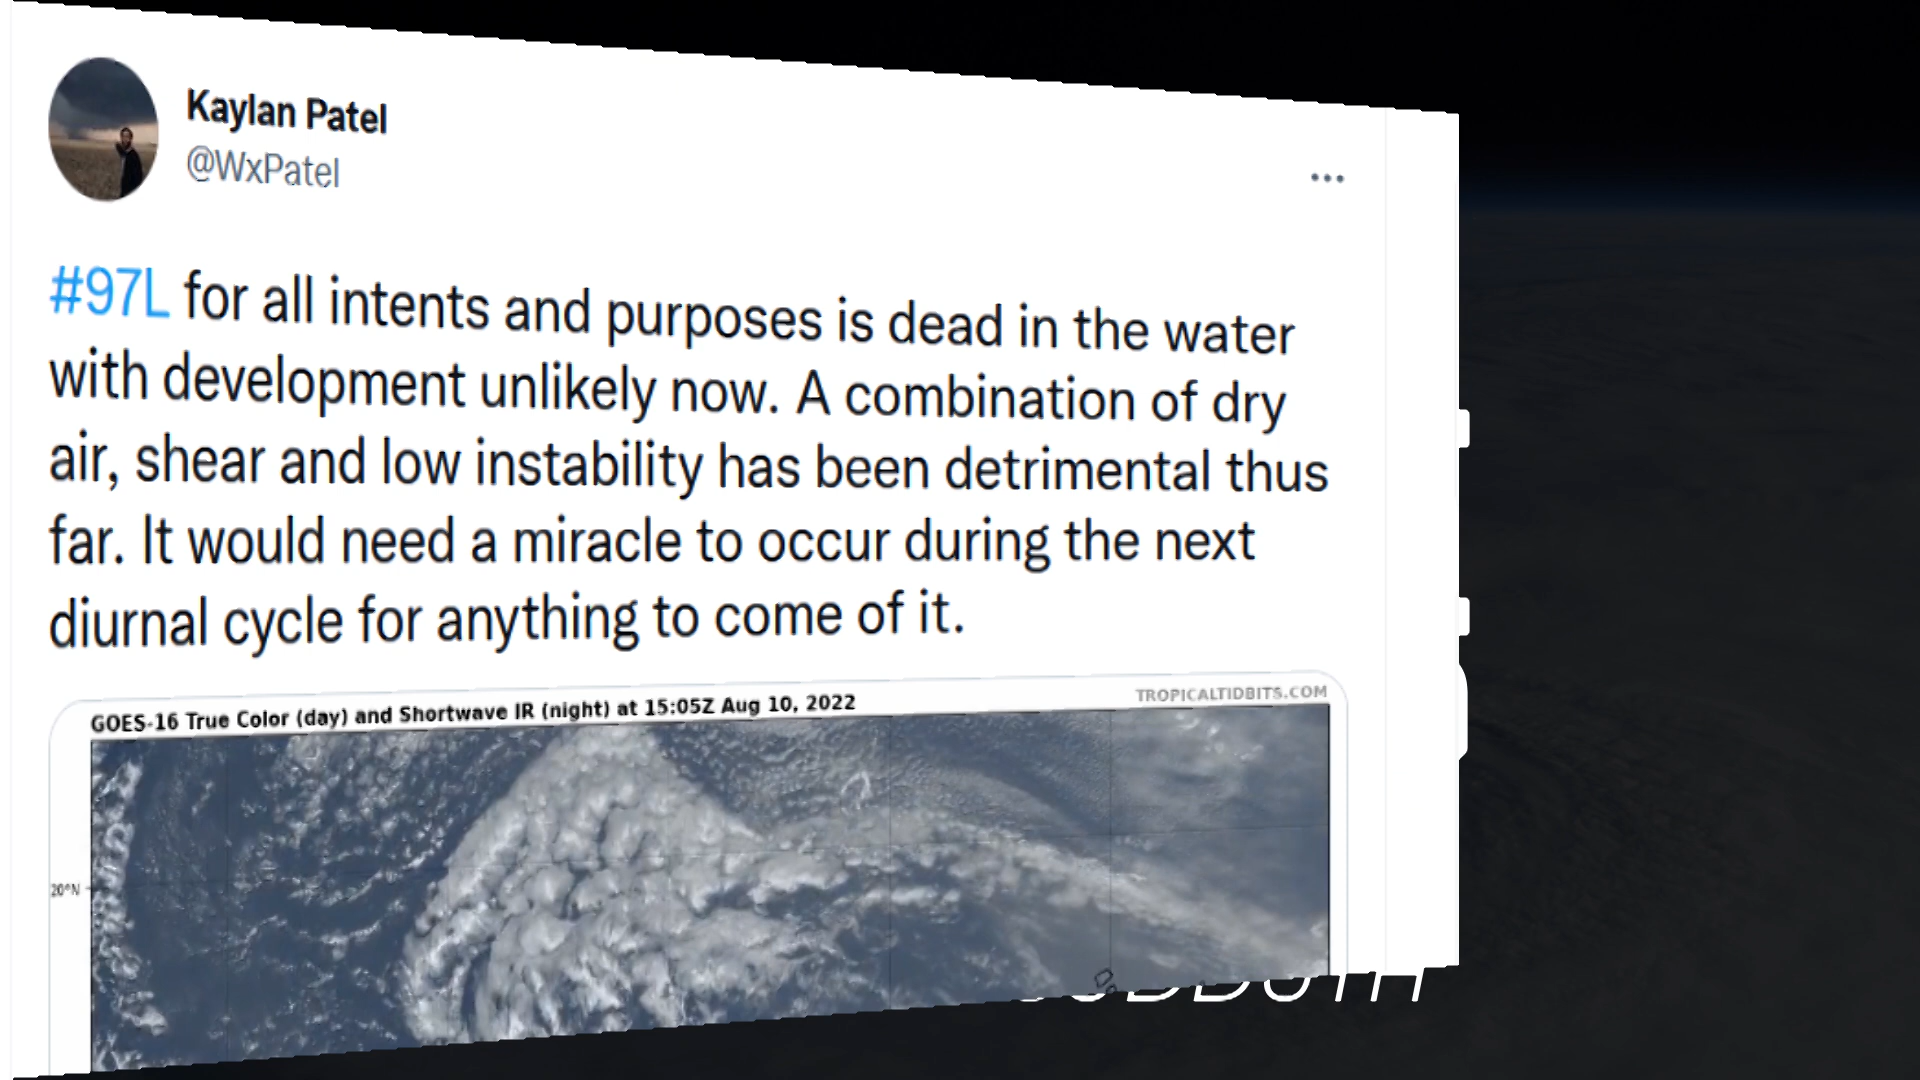 Kaylan Patel
@WxPatel
#97L for all intents and purposes is dead in the water
with development unlikely now. A combination of dry
air, shear and low instability has been detrimental thus
far. It would need a miracle to occur during the next
diurnal cycle for anything to come of it.
GOES-16 True Color (day) and Shortwave IR (night) at 15:05Z Aug 10, 2022
TROPICALTIDBITS.COM
20°N